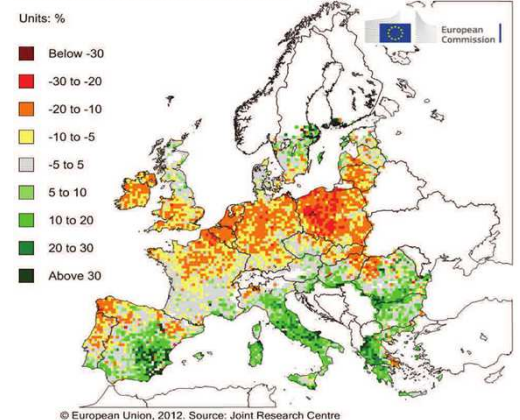 Units: %
European
Commission
Below -30
-30 to -20
-20 to -10
-10 to -5
-5 to 5
5 to 10
10 to 20
20 to 30
Above 30
© European Union, 2012. Source: Joint Research Centre